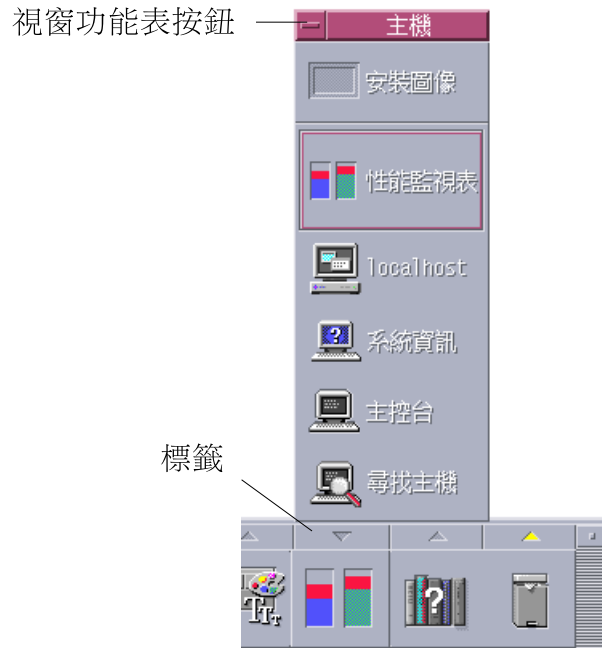 視窗功能表按鈕
主機
安裝圖像
性能監視表
localhost
系統資訊
主控台
尋找主機
標籤